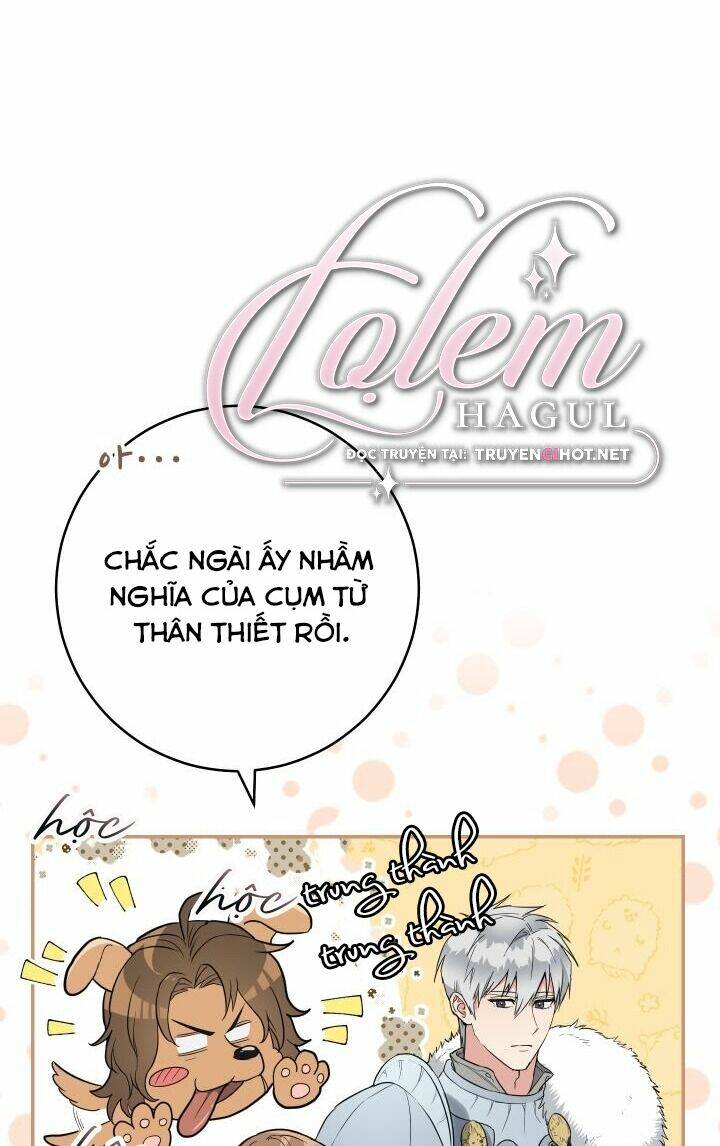 Lọlem
HAGUL
ĐỌC TRUYỆN TẠI: TRUYENGIHOT.NET
아...
CHẮC NGÀI ẤY NHẦM
NGHĨA CỦA CỤM TỪ
THÂN THIẾT RỒI.
hộc
hộc
trung thành
trung thành